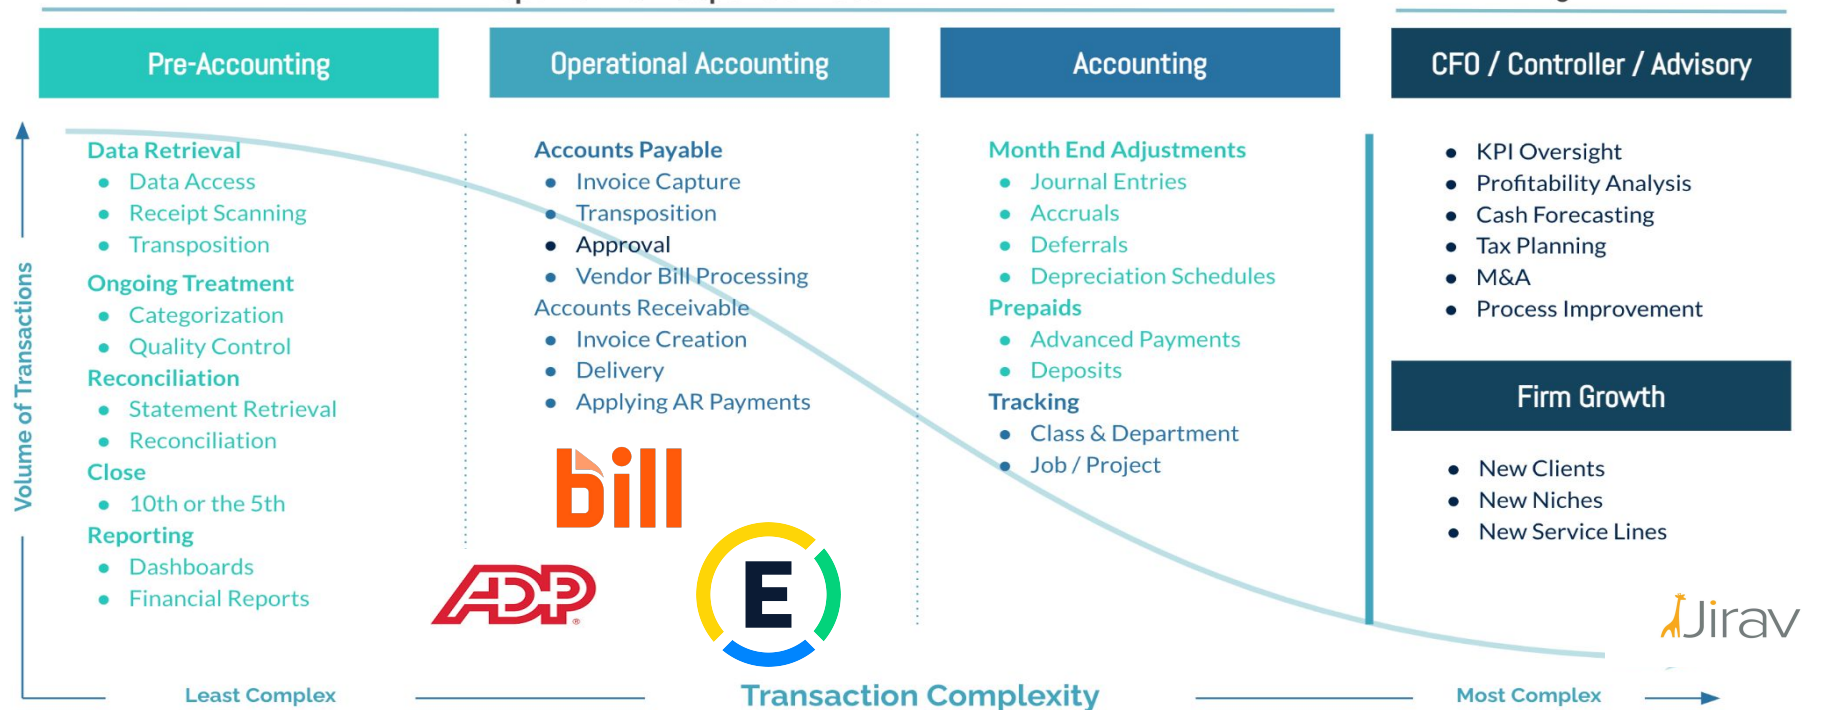 Pre-Accounting
Operational Accounting
Accounting
CFO / Controller / Advisory
Volume of Transactions
Data Retrieval
Data Access
Receipt Scanning
Transposition
Ongoing Treatment
Categorization
Quality Control
Reconciliation
Statement Retrieval
Reconciliation
Close
10th or the 5th
Reporting
Dashboards
Financial Reports
Accounts Payable
Invoice Capture
Transposition
Approval
Vendor Bill Processing
Accounts Receivable
Invoice Creation
Delivery
Applying AR Payments
bill
ADP®
E
Month End Adjustments
Journal Entries
Accruals
Deferrals
Depreciation Schedules
Prepaids
Advanced Payments
Deposits
Tracking
Class & Department
Job / Project
KPI Oversight
Profitability Analysis
Cash Forecasting
Tax Planning
M&A
Process Improvement
Firm Growth
New Clients
New Niches
New Service Lines
Jirav
Least Complex
Transaction Complexity
Most Complex